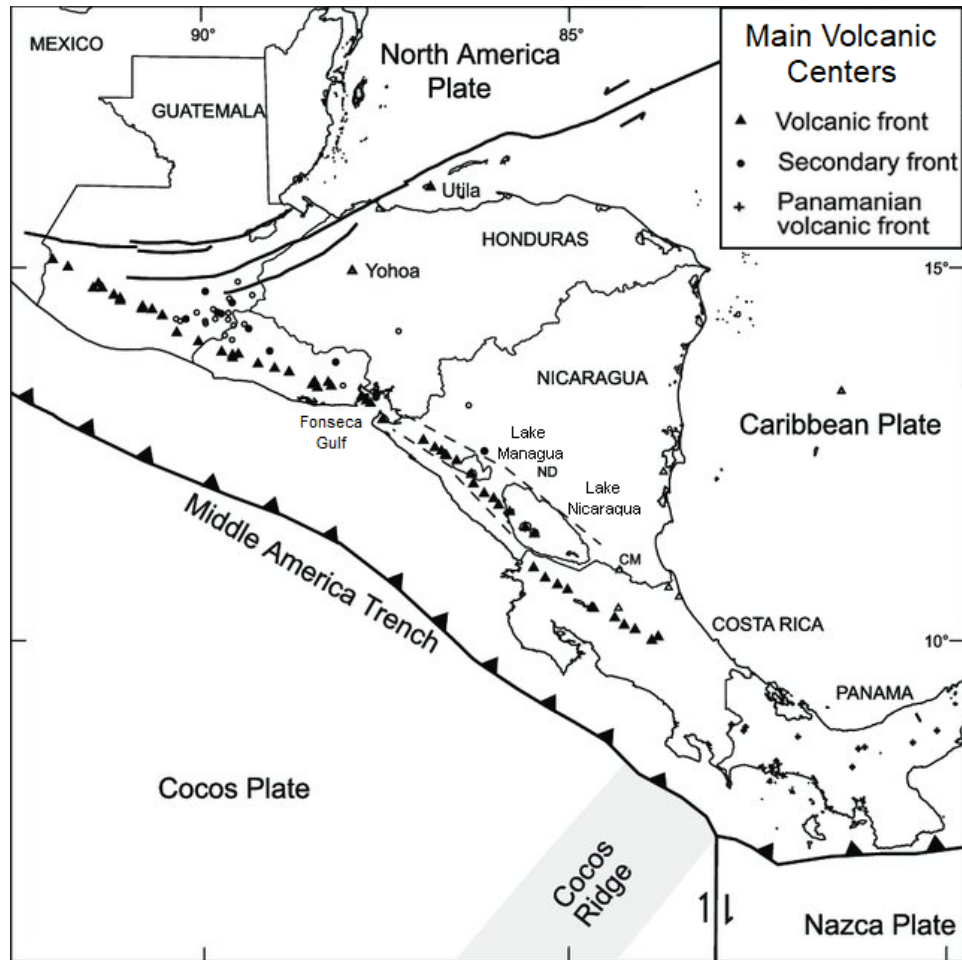 MEXICO
90°
85°
North America
Plate
GUATEMALA
Main Volcanic
Centers
Volcanic front
Secondary front
Panamanian
volcanic front
Utila
HONDURAS
Yohoa
15°
NICARAGUA
Fonseca
Gulf
Lake
Managua
ND
Caribbean Plate
Lake
Nicaraqua
Middle America Trench
CM
COSTA RICA
10°
PANAMA
Cocos Plate
Cocos
Ridge
Nazca Plate